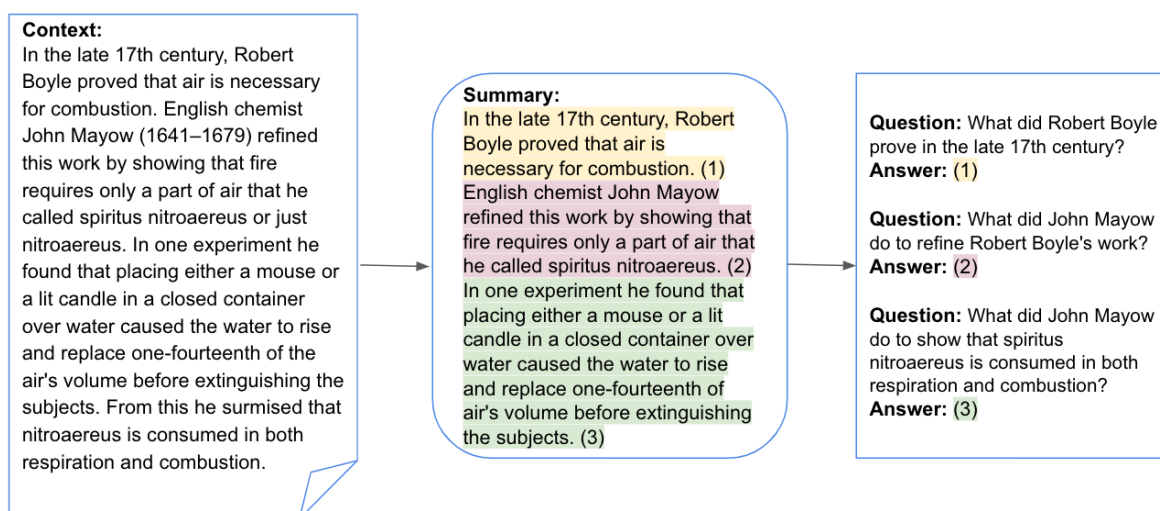 Context:
In the late 17th century, Robert
Boyle proved that air is necessary
for combustion. English chemist
John Mayow (1641–1679) refined
this work by showing that fire
requires only a part of air that he
called spiritus nitroaereus or just
nitroaereus. In one experiment he
found that placing either a mouse or
a lit candle in a closed container
over water caused the water to rise
and replace one-fourteenth of the
air's volume before extinguishing the
subjects. From this he surmised that
nitroaereus is consumed in both
respiration and combustion.
Summary:
In the late 17th century, Robert
Boyle proved that air is
necessary for combustion. (1)
English chemist John Mayow
refined this work by showing that
fire requires only a part of air that
he called spiritus nitroaereus. (2)
In one experiment he found that
placing either a mouse or a lit
candle in a closed container over
water caused the water to rise
and replace one-fourteenth of
air's volume before extinguishing
the subjects. (3)
Question: What did Robert Boyle
prove in the late 17th century?
Answer: (1)
Question: What did John Mayow
do to refine Robert Boyle's work?
Answer: (2)
Question: What did John Mayow
do to show that spiritus
nitroaereus is consumed in both
respiration and combustion?
Answer: (3)